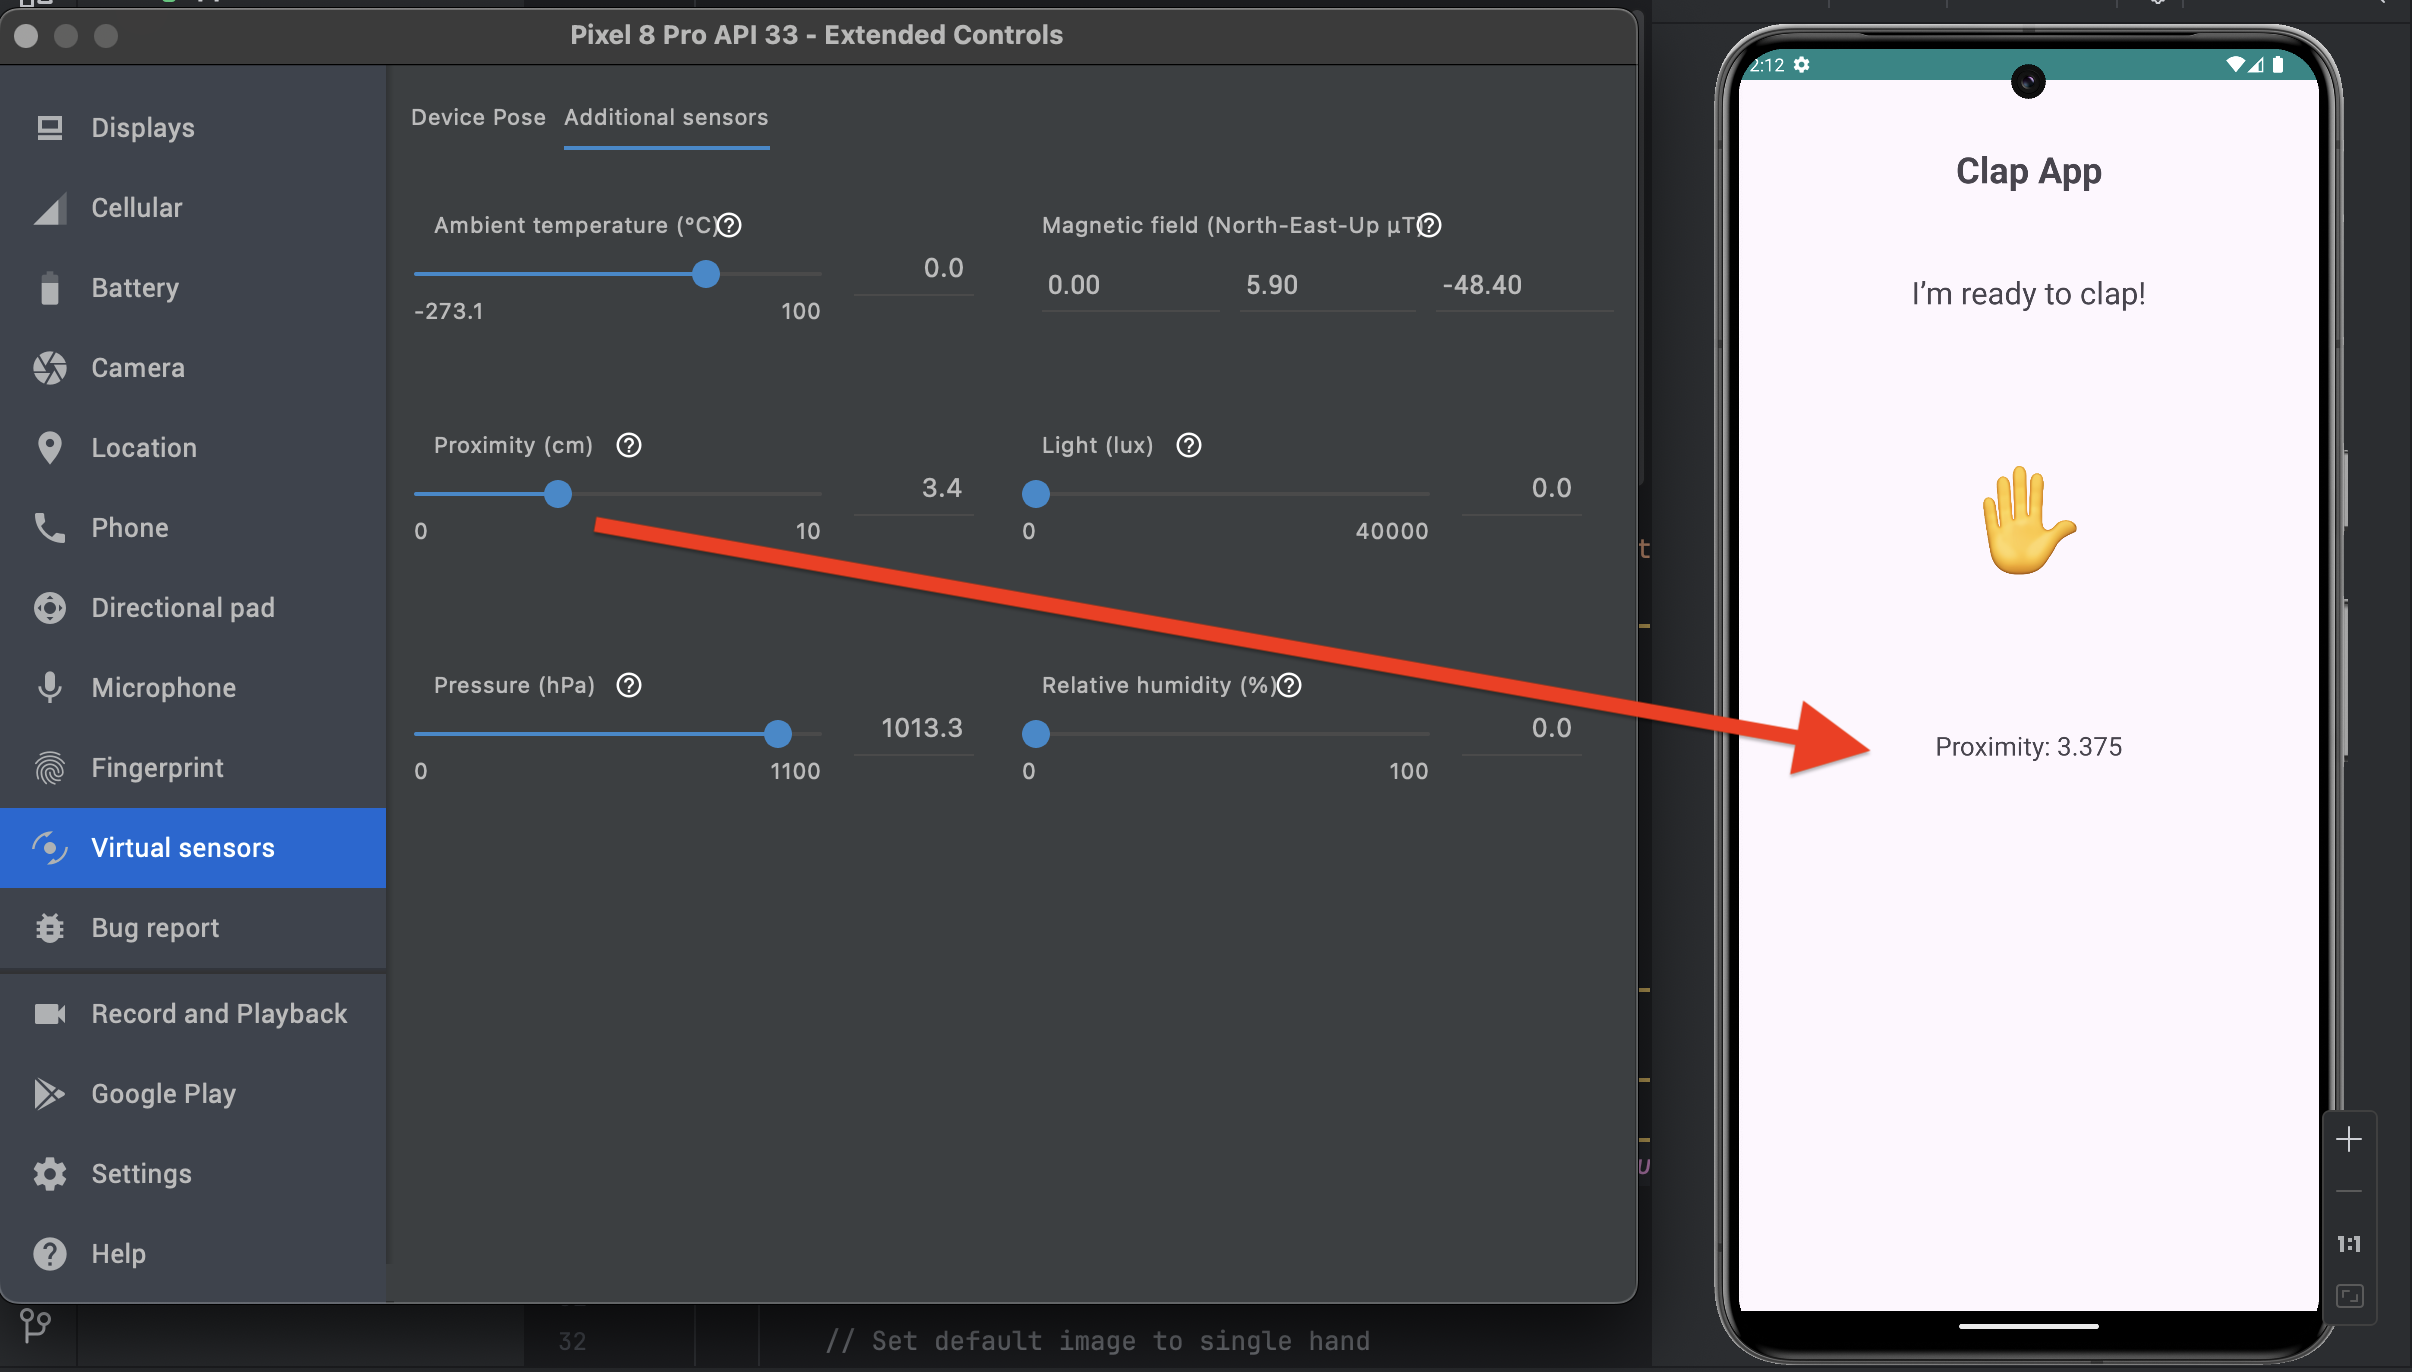 Pixel 8 Pro API 33 - Extended Controls
Displays
Cellular
Battery
Camera
Location
Phone
Directional pad
Microphone
Fingerprint
Virtual sensors
Bug report
Record and Playback
Google Play
Settings
Help
Device Pose Additional sensors
Ambient temperature (°C)
0.0
-273.1 100
Magnetic field (North-East-Up μT)
0.00 5.90 -48.40
Proximity (cm)
3.4
0 10
Light (lux)
0.0
0 40000
Pressure (hPa)
1013.3
0 1100
Relative humidity (%)
0.0
0 100
32 // Set default image to single hand
2:12
Clap App
I’m ready to clap!
Proximity: 3.375
1:1